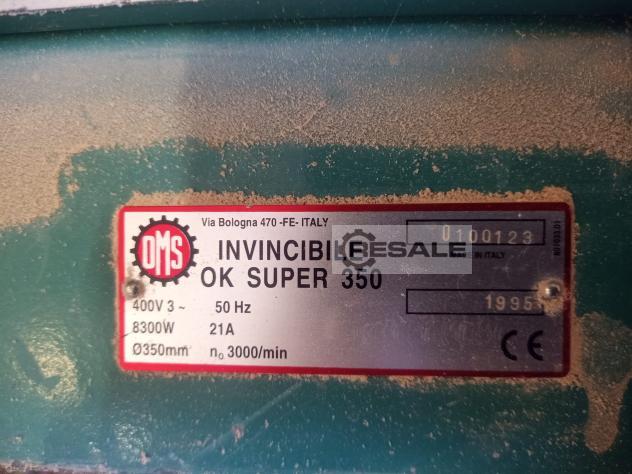 OMS
Via Bologna 470 -FE- ITALY
0100123
INVINCIBILE
RESALE
MADE IN ITALY
OK SUPER 350
400V 3~ 50 Hz
1995
8300W 21A
Ø350mm n₀ 3000/min
CE